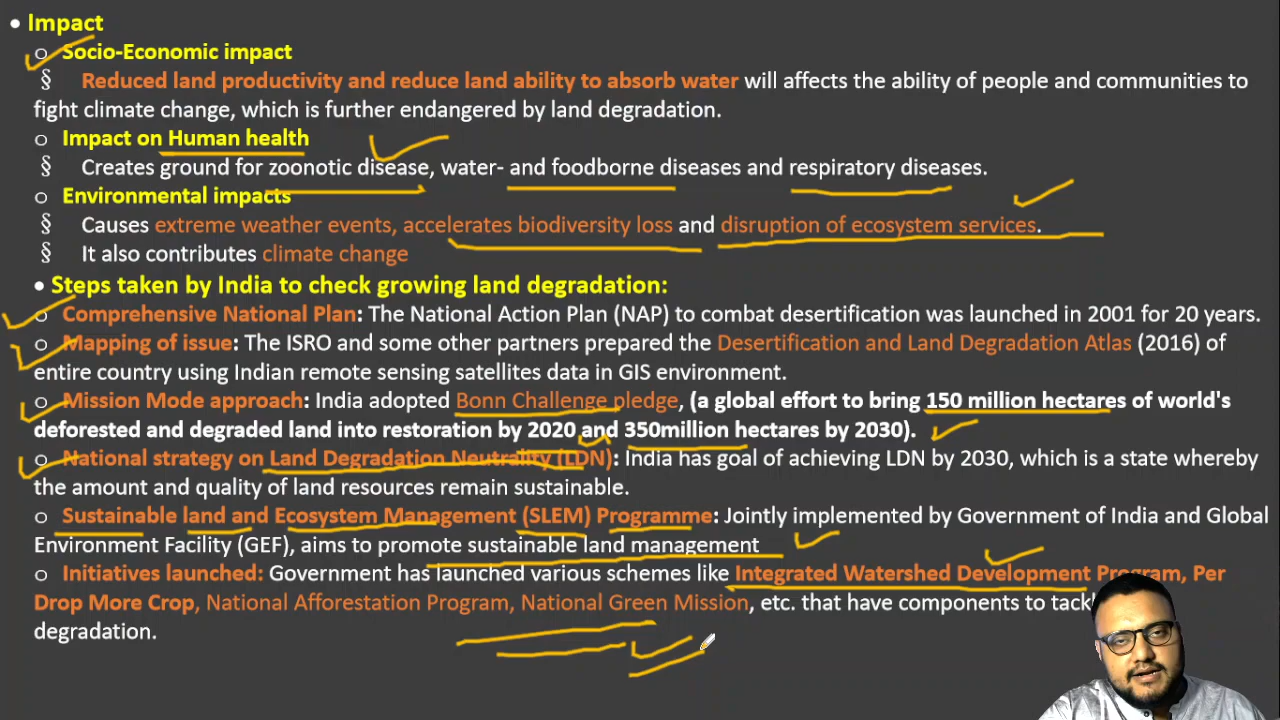 • Impact
o Socio-Economic impact
§ Reduced land productivity and reduce land ability to absorb water will affects the ability of people and communities to
fight climate change, which is further endangered by land degradation.
o Impact on Human health
§ Creates ground for zoonotic disease, water- and foodborne diseases and respiratory diseases.
o Environmental impacts
§ Causes extreme weather events, accelerates biodiversity loss and disruption of ecosystem services.
§ It also contributes climate change
• Steps taken by India to check growing land degradation:
o Comprehensive National Plan: The National Action Plan (NAP) to combat desertification was launched in 2001 for 20 years.
o Mapping of issue: The ISRO and some other partners prepared the Desertification and Land Degradation Atlas (2016) of
entire country using Indian remote sensing satellites data in GIS environment.
o Mission Mode approach: India adopted Bonn Challenge pledge, (a global effort to bring 150 million hectares of world's
deforested and degraded land into restoration by 2020 and 350million hectares by 2030).
o National strategy on Land Degradation Neutrality (LDN): India has goal of achieving LDN by 2030, which is a state whereby
the amount and quality of land resources remain sustainable.
o Sustainable land and Ecosystem Management (SLEM) Programme: Jointly implemented by Government of India and Global
Environment Facility (GEF), aims to promote sustainable land management
o Initiatives launched: Government has launched various schemes like Integrated Watershed Development Program, Per
Drop More Crop, National Afforestation Program, National Green Mission, etc. that have components to
degradation.